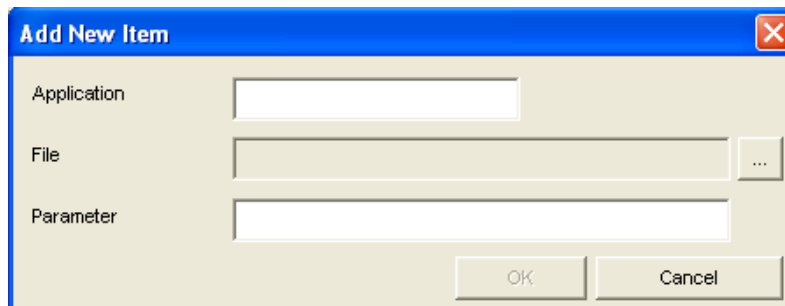 Add New Item
Application
File
...
Parameter
OK
Cancel